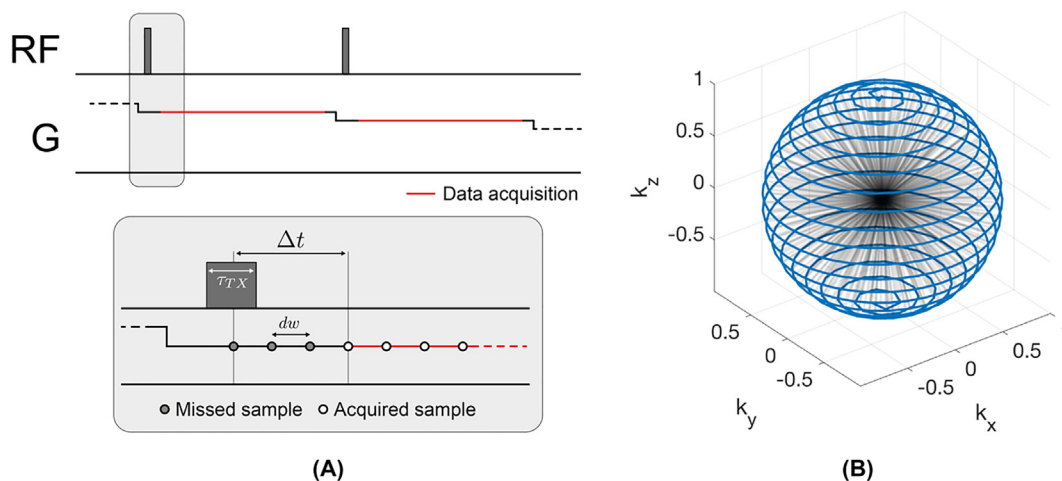 RF
G
Data acquisition
Δt
τTX
dw
Missed sample
Acquired sample
(A)
1
0.5
0
-0.5
kz
0.5
0
-0.5
ky
-0.5
0
0.5
kx
(B)